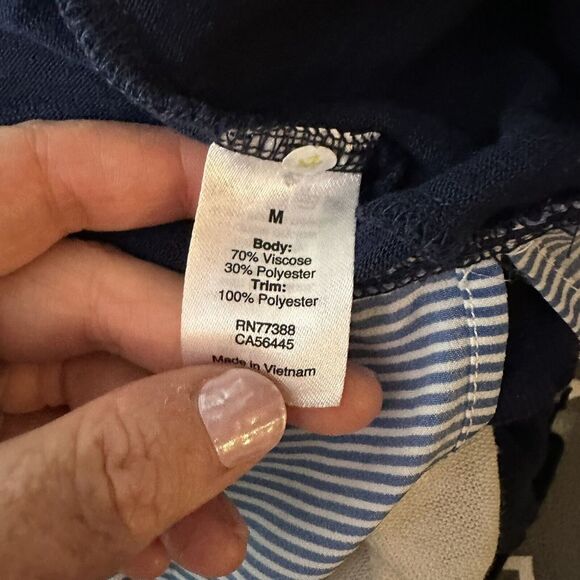 M
Body:
70% Viscose
30% Polyester
Trim:
100% Polyester
RN77388
CA56445
Made in Vietnam